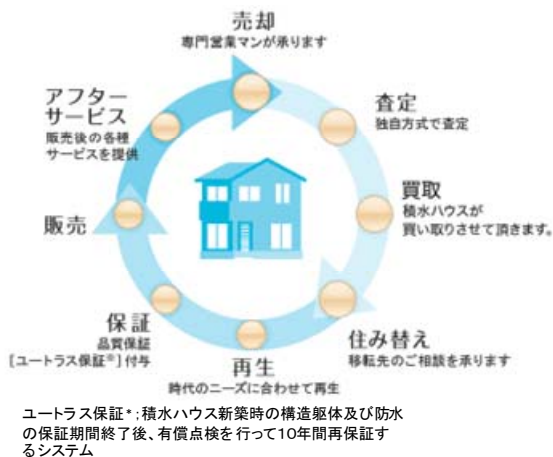 売却
専門営業マンが承ります
査定
独自方式で査定
買取
積水ハウスが
買い取りさせて頂きます。
住み替え
移転先のご相談を承ります
再生
時代のニーズに合わせて再生
保証
品質保証
[ユートラス保証®]付与
販売
アフター
サービス
販売後の各種
サービスを提供
ユートラス保証*;積水ハウス新築時の構造躯体及び防水
の保証期間終了後、有償点検を行って10年間再保証す
るシステム